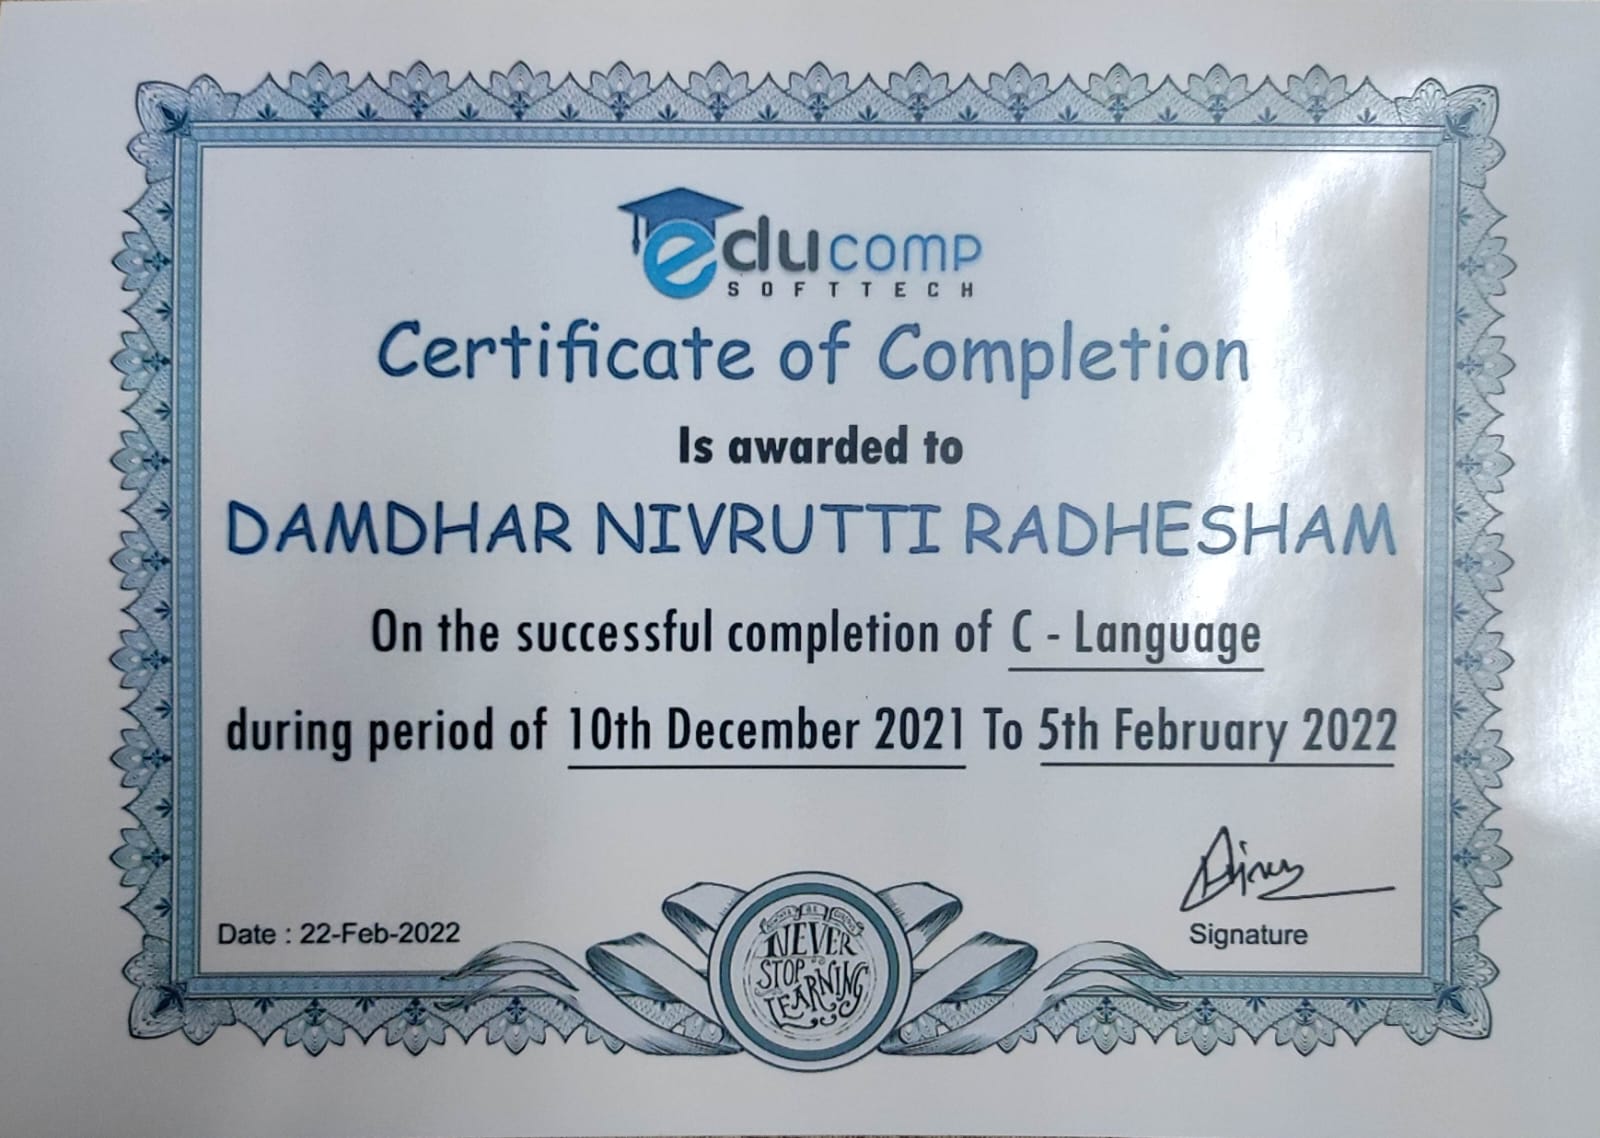 educomp
SOFTTECH
Certificate of Completion
Is awarded to
DAMDHAR NIVRUTTI RADHESHAM
On the successful completion of C - Language
during period of 10th December 2021 To 5th February 2022
Date : 22-Feb-2022
Signature
NEVER
STOP
LEARNING